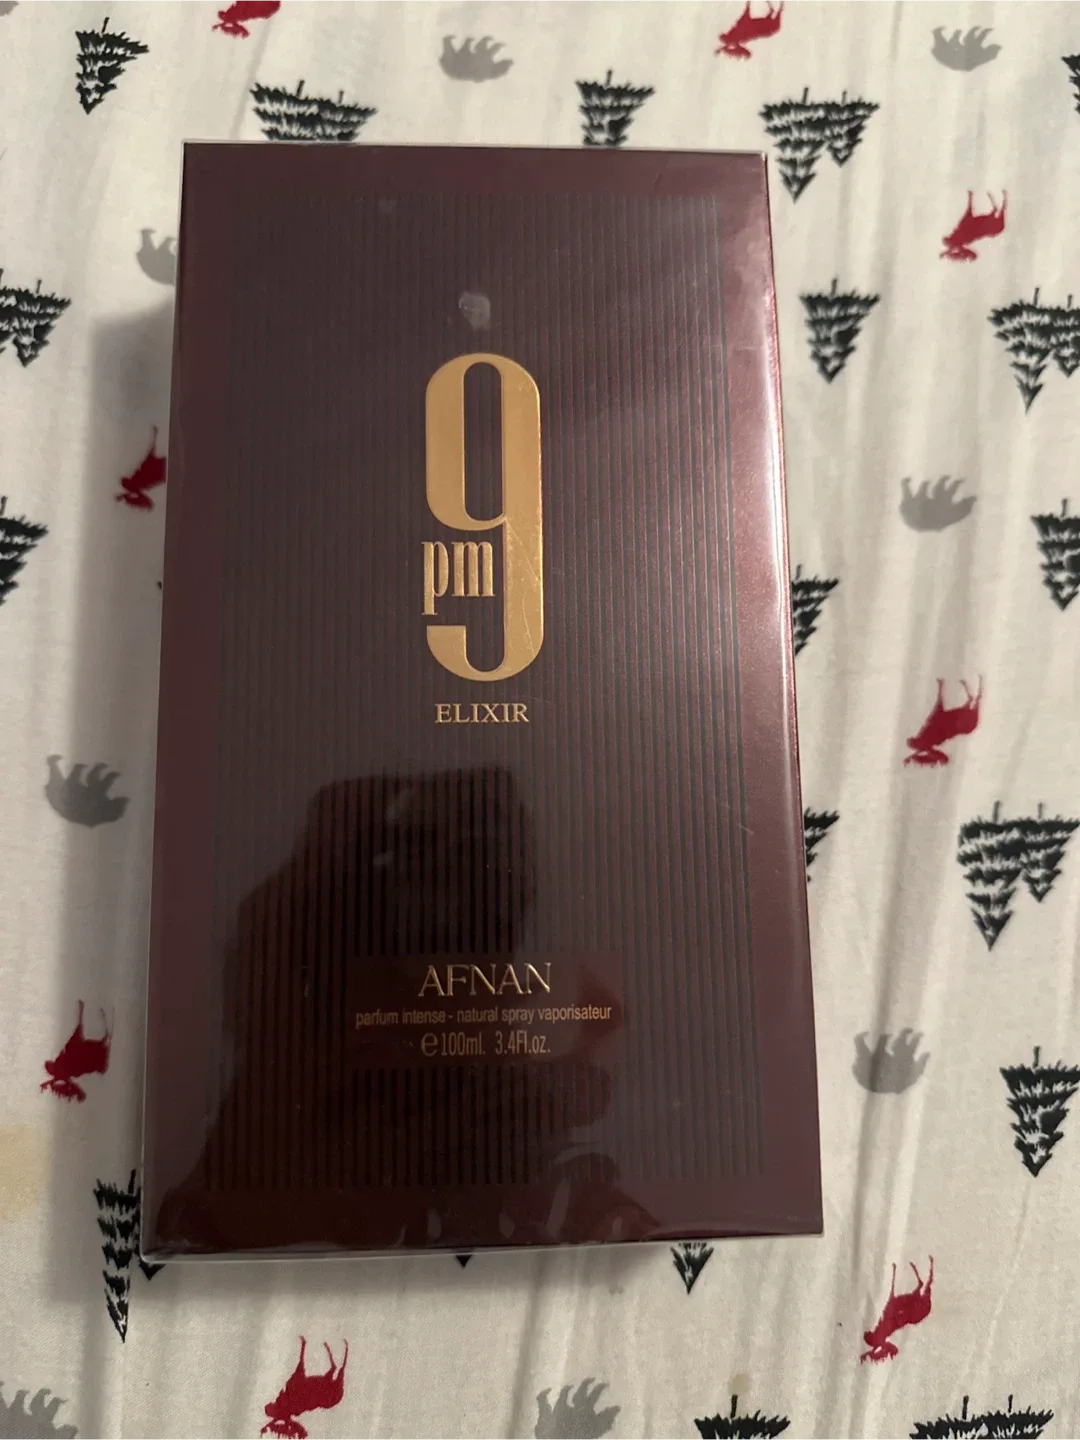 9
pm
ELIXIR
AFNAN
parfum intense - natural spray vaporisateur
℮100ml. 3.4Fl.oz.